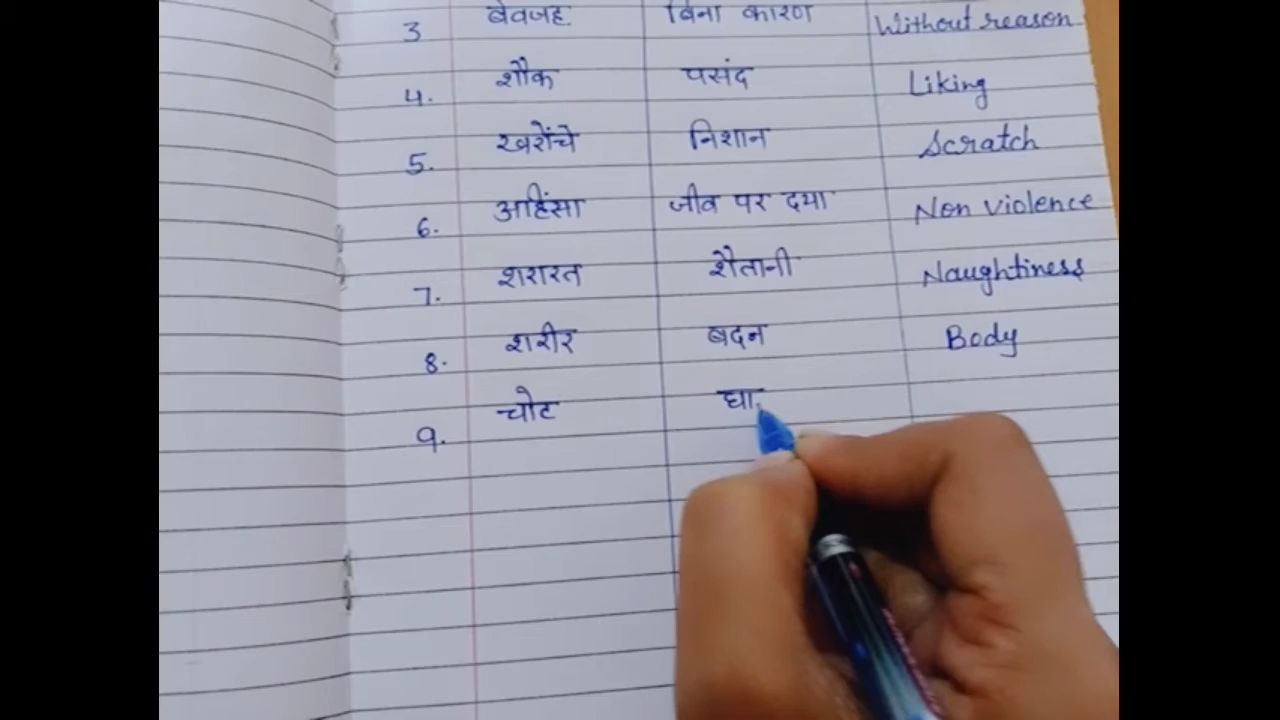 3 बेवजह बिना कारण Without reason
4. शौक पसंद Liking
5. खरोंचे निशान Scratch
6. अहिंसा जीव पर दया Non violence
7. शरारत शैतानी Naughtiness
8. शरीर बदन Body
9. चोट घा